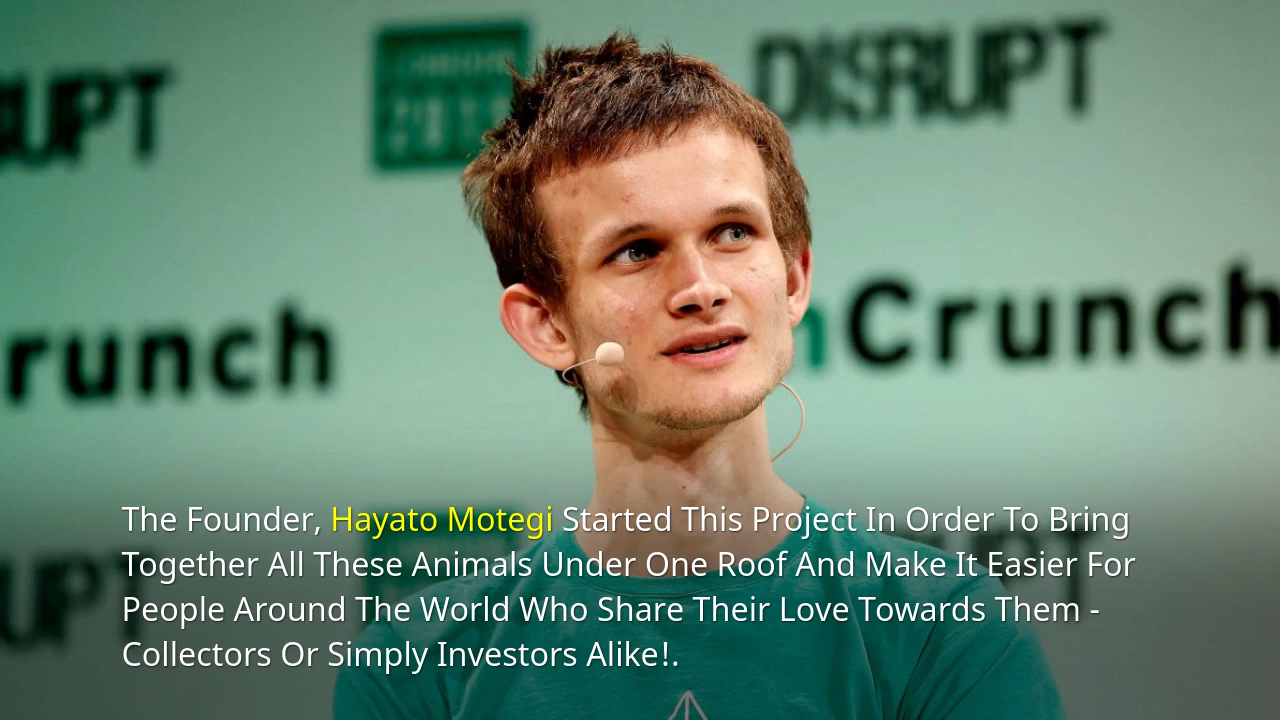 RUPT
DISRUPT
runch
nCrunch
The Founder, Hayato Motegi Started This Project In Order To Bring
Together All These Animals Under One Roof And Make It Easier For
People Around The World Who Share Their Love Towards Them -
Collectors Or Simply Investors Alike!.